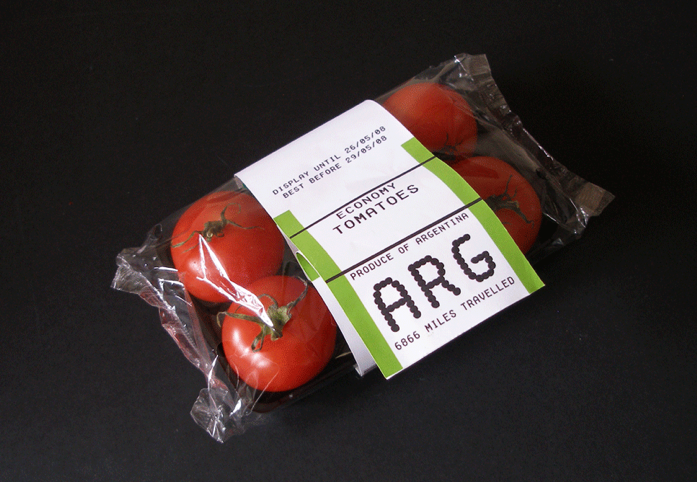 DISPLAY UNTIL 26/05/08
BEST BEFORE 29/05/08
ECONOMY
TOMATOES
PRODUCE OF ARGENTINA
ARG
6866 MILES TRAVELLED